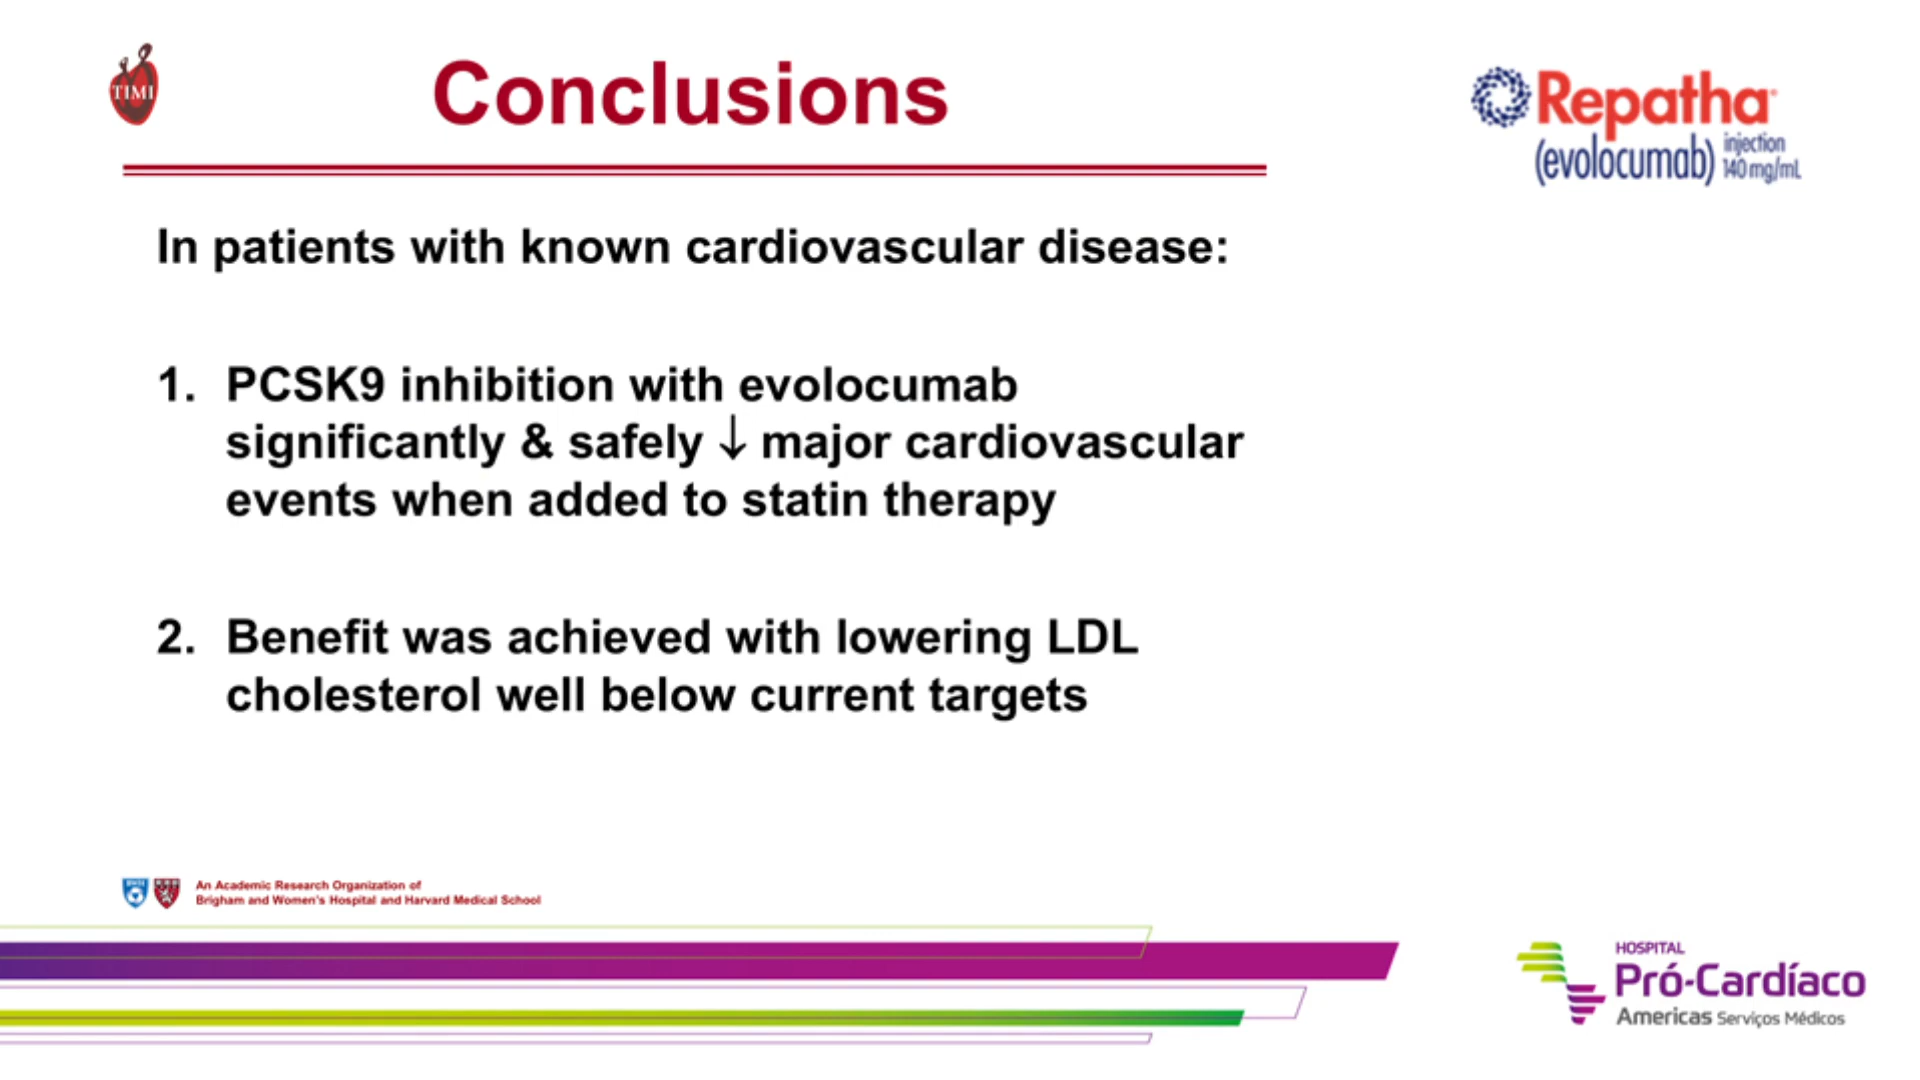 TIMI
Conclusions
Repatha
(evolocumab) injection
140 mg/mL
In patients with known cardiovascular disease:
1. PCSK9 inhibition with evolocumab
significantly & safely ↓ major cardiovascular
events when added to statin therapy
2. Benefit was achieved with lowering LDL
cholesterol well below current targets
An Academic Research Organization of
Brigham and Women's Hospital and Harvard Medical School
HOSPITAL
Pró-Cardíaco
Americas Serviços Médicos